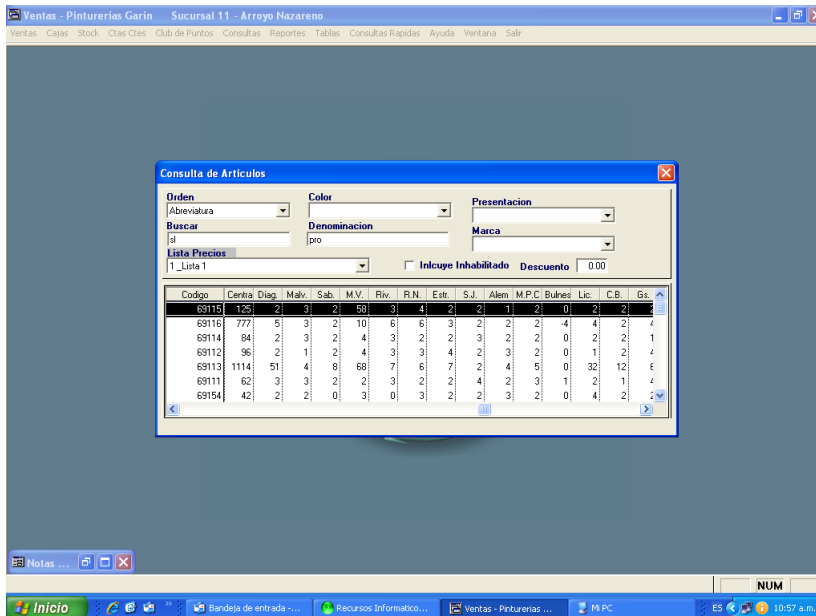 Ventas - Pinturerias Garin Sucursal 11 - Arroyo Nazareno
Ventas Cajas Stock Ctas Ctes Club de Puntos Consultas Reportes Tablas Consultas Rapidas Ayuda Ventana Salir
Consulta de Articulos
Orden Color Presentacion
Abreviatura
Buscar Denominacion Marca
sl pro
Lista Precios
1 _Lista 1 Inlcuye Inhabilitado Descuento 0.00
Codigo Centra Diag. Malv. Sab. M.V. Riv. R.N. Estr. S.J. Alem M.P.C Bulnes Lic. C.B. Gs.
69115 125 2 3 2 58 3 4 2 2 1 2 0 2 2 2
69116 777 5 3 2 10 6 6 3 2 2 2 -4 4 2 4
69114 84 2 3 2 4 3 2 2 3 2 2 0 2 2 1
69112 96 2 1 2 4 3 3 4 2 3 2 0 1 2 4
69113 1114 51 4 8 68 7 6 7 2 4 5 0 32 12 6
69111 62 3 3 2 2 3 2 2 4 2 3 1 2 1 4
69154 42 2 2 0 3 0 3 2 2 3 2 0 4 2 2
Notas ...
NUM
Inicio Bandeja de entrada -... Recursos Informatico... Ventas - Pinturerias ... Mi PC ES 10:57 a.m.